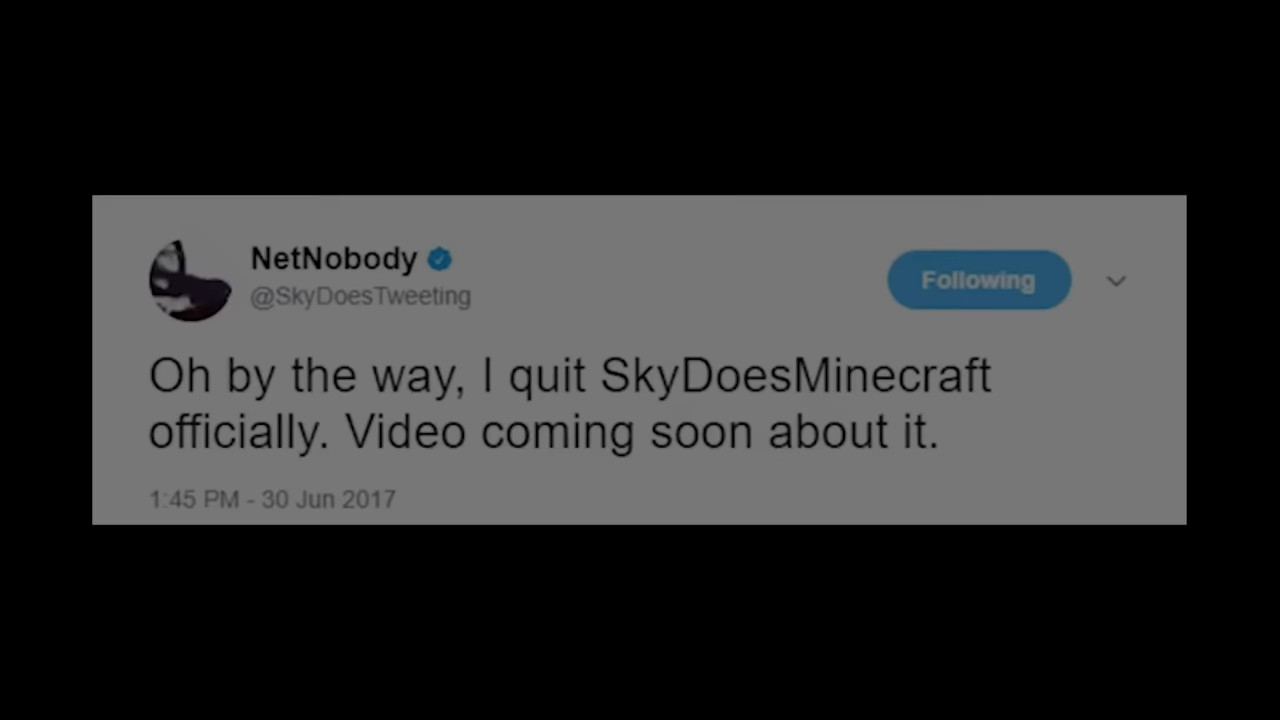 NetNobody
@SkyDoesTweeting
Following
Oh by the way, I quit SkyDoesMinecraft
officially. Video coming soon about it.
1:45 PM - 30 Jun 2017